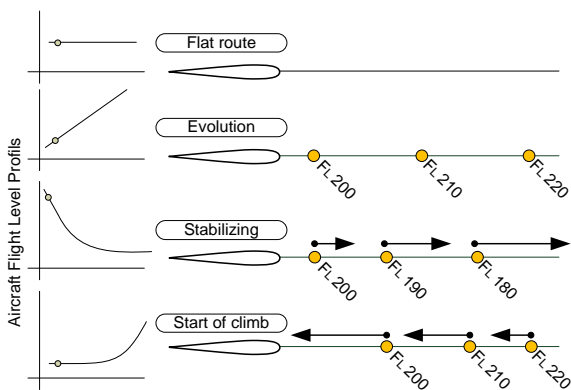 Aircraft Flight Level Profils
Flat route
Evolution
FL 200
FL 210
FL 220
Stabilizing
FL 200
FL 190
FL 180
Start of climb
FL 200
FL 210
FL 220